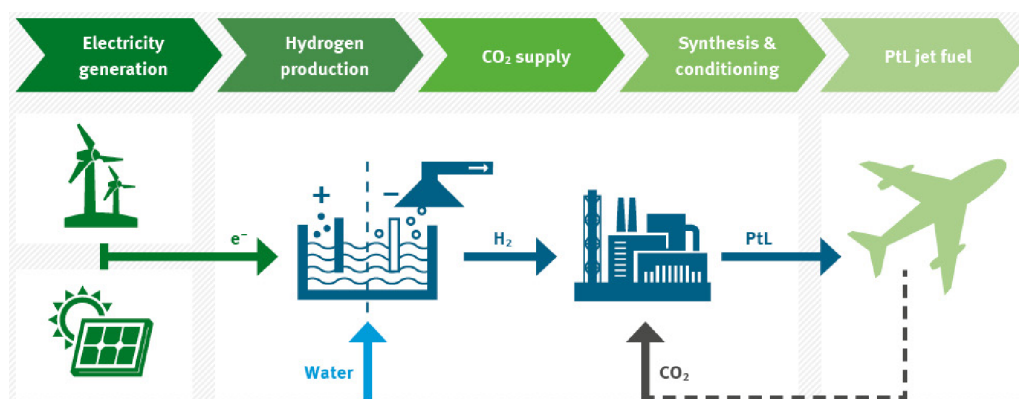 Electricity
generation
Hydrogen
production
CO₂ supply
Synthesis &
conditioning
PtL jet fuel
+
−
e⁻
H₂
PtL
Water
CO₂